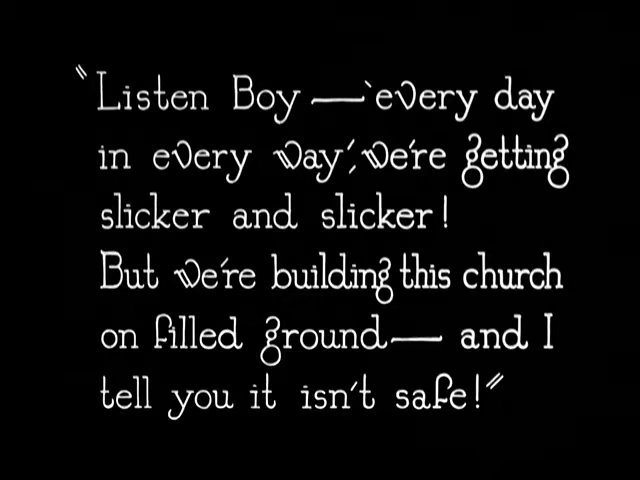 "Listen Boy — 'every day
in every way', we're getting
slicker and slicker!
But we're building this church
on filled ground — and I
tell you it isn't safe!"